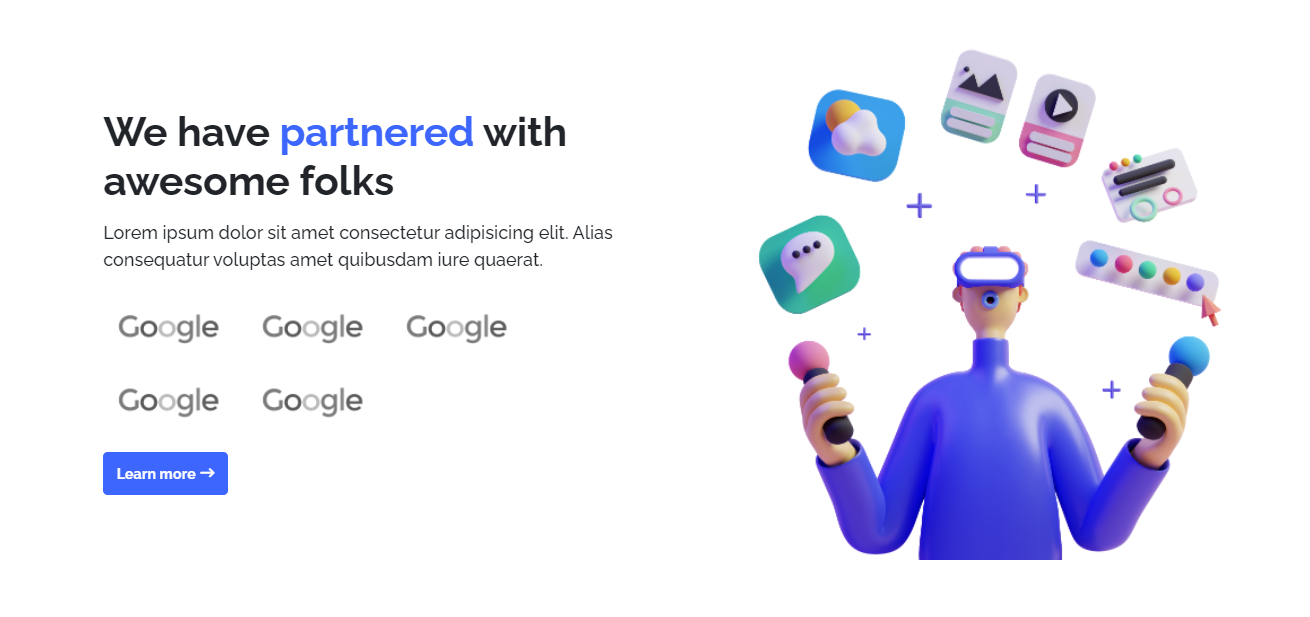 We have partnered with
awesome folks
Lorem ipsum dolor sit amet consectetur adipisicing elit. Alias
consequatur voluptas amet quibusdam iure quaerat.
Google Google Google
Google Google
Learn more →